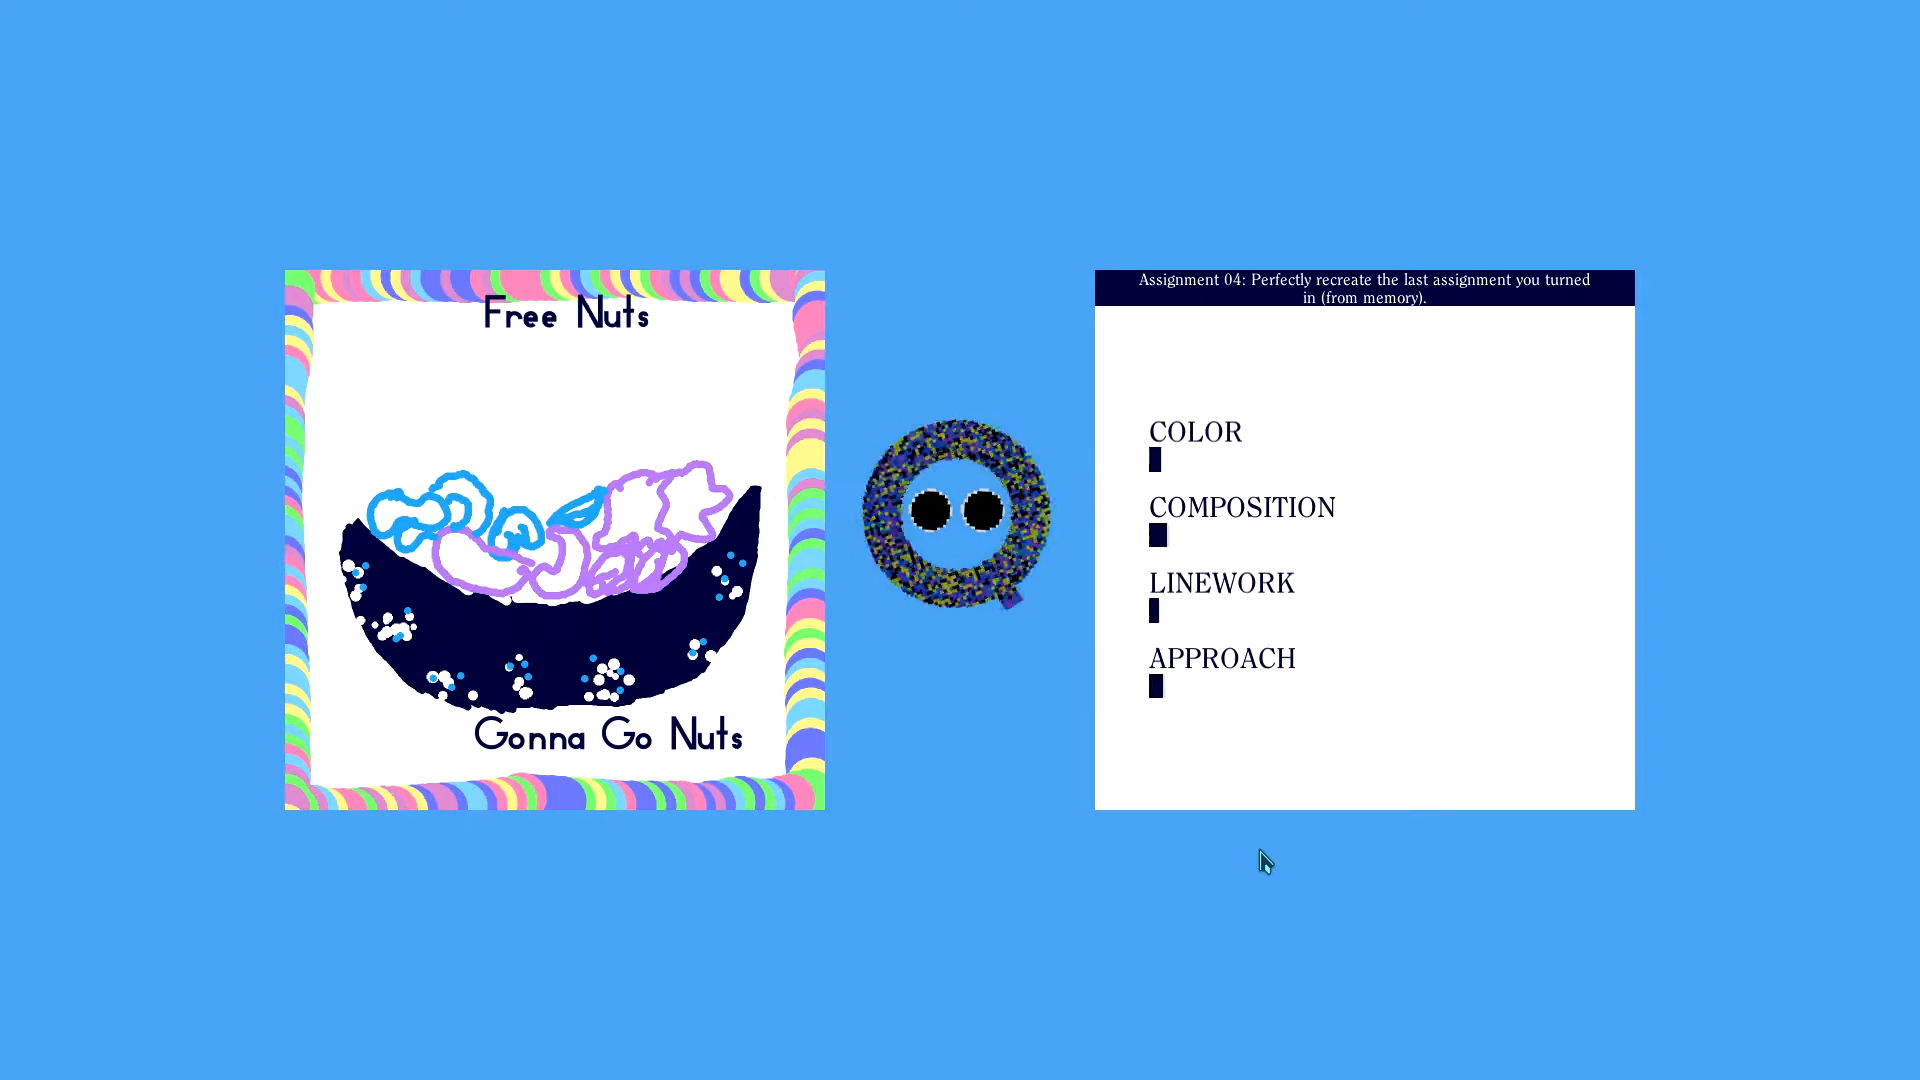 Free Nuts
Gonna Go Nuts
Assignment 04: Perfectly recreate the last assignment you turned
in (from memory).
COLOR
COMPOSITION
LINEWORK
APPROACH